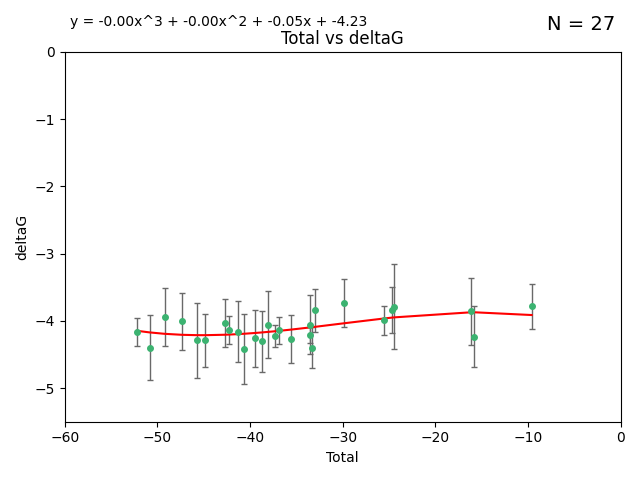 y = -0.00x^3 + -0.00x^2 + -0.05x + -4.23
N = 27
Total vs deltaG
0
−1
−2
−3
−4
−5
deltaG
−60 −50 −40 −30 −20 −10 0
Total